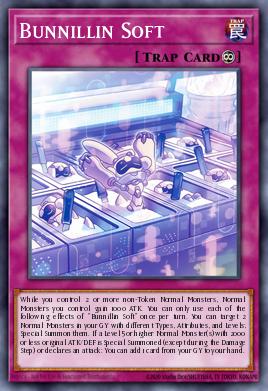 Bunnillin Soft
TRAP
罠
[Trap Card]
While you control 2 or more non-Token Normal Monsters, Normal
Monsters you control gain 1000 ATK. You can only use each of the
following effects of "Bunnillin Soft" once per turn. You can target 2
Normal Monsters in your GY with different Types, Attributes, and Levels;
Special Summon them. If a Level 5 or higher Normal Monster(s) with 2000
or less original ATK/DEF is Special Summoned (except during the Damage
Step) or declares an attack: You can add 1 card from your GY to your hand.